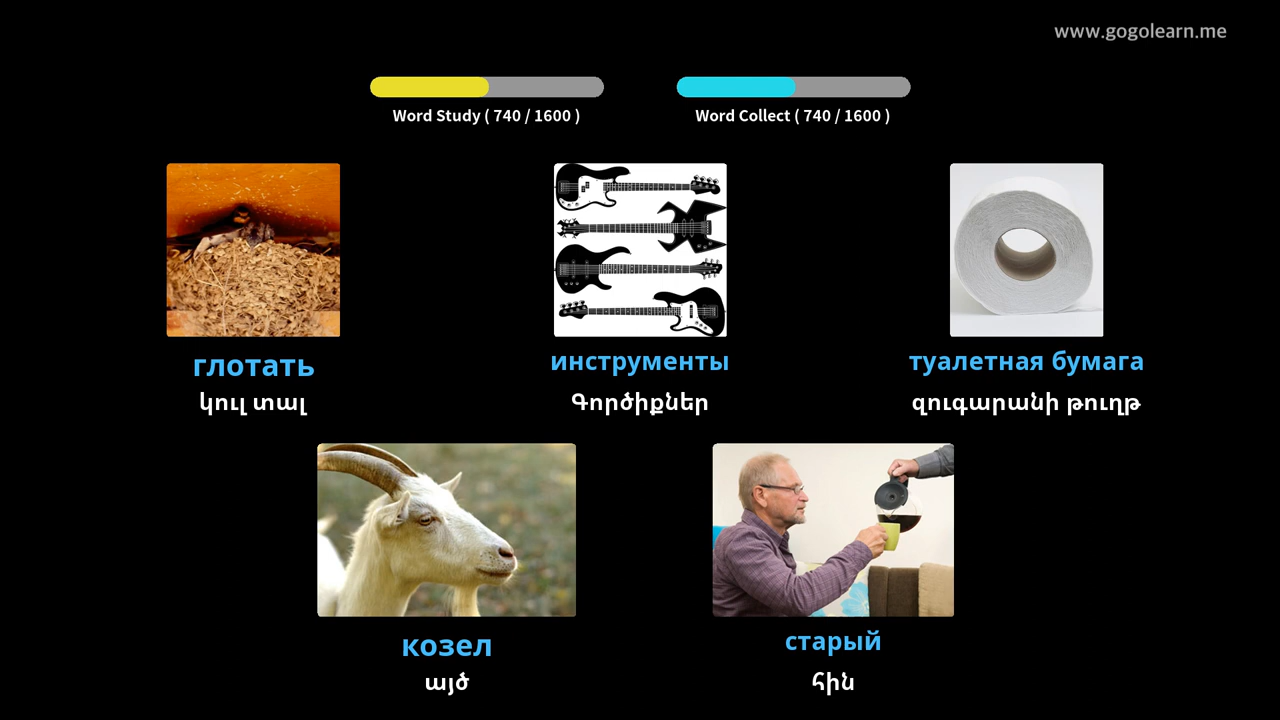 www.gogolearn.me
Word Study ( 740 / 1600 )
Word Collect ( 740 / 1600 )
глотать
կուլ տալ
инструменты
Գործիքներ
туалетная бумага
զուգարանի թուղթ
козел
այծ
старый
հին